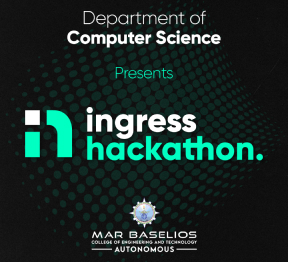 Department of
Computer Science
Presents
ingress
hackathon.
MAR BASELIOS
COLLEGE OF ENGINEERING AND TECHNOLOGY
AUTONOMOUS